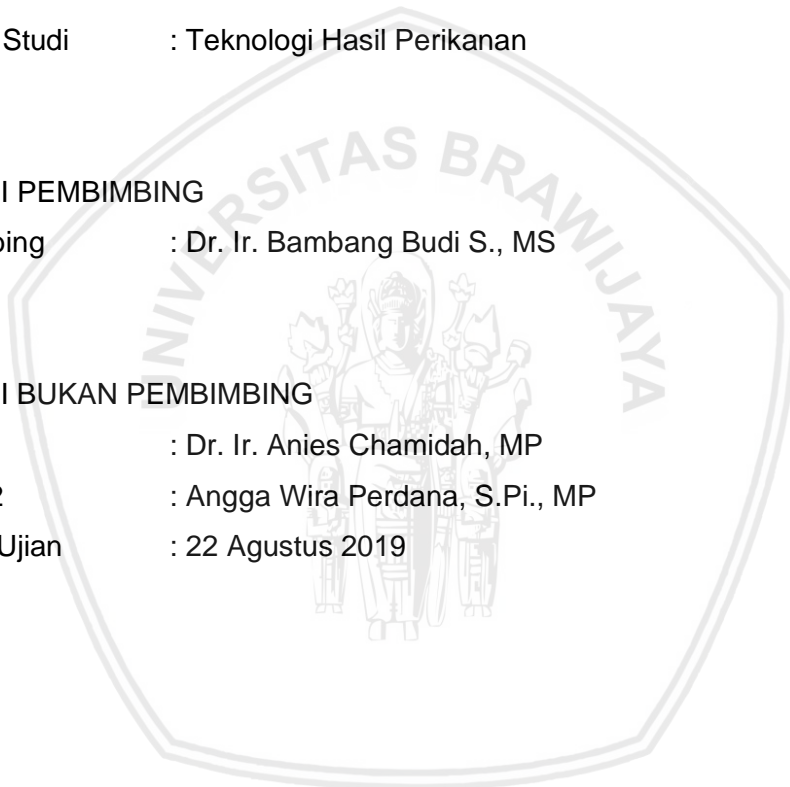 Studi : Teknologi Hasil Perikanan
UNIVERSITAS BRAWIJAYA
I PEMBIMBING
bing : Dr. Ir. Bambang Budi S., MS
I BUKAN PEMBIMBING
: Dr. Ir. Anies Chamidah, MP
2 : Angga Wira Perdana, S.Pi., MP
Ujian : 22 Agustus 2019